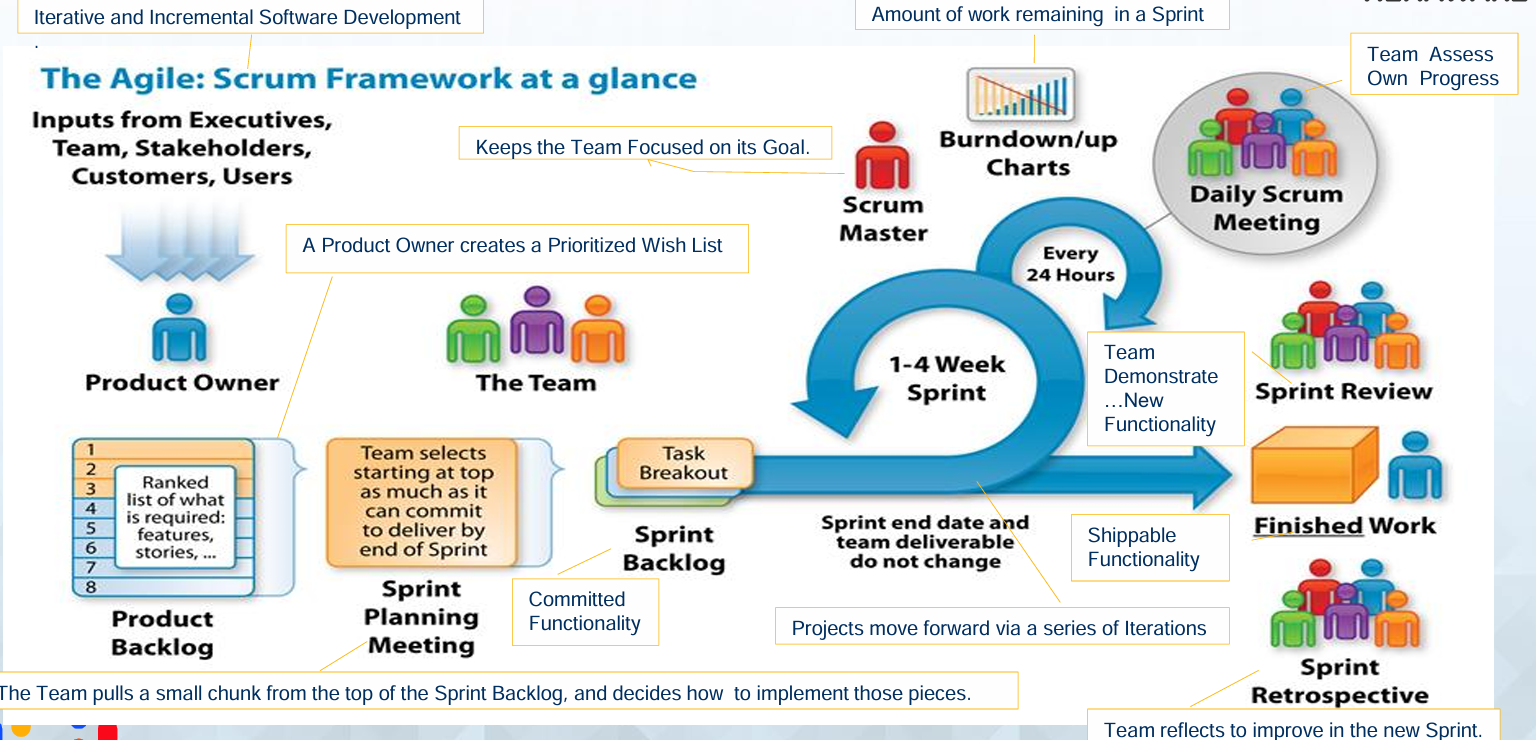 Iterative and Incremental Software Development
Amount of work remaining in a Sprint
Team Assess
Own Progress
The Agile: Scrum Framework at a glance
Inputs from Executives,
Team, Stakeholders,
Customers, Users
Keeps the Team Focused on its Goal.
Scrum
Master
Burndown/up
Charts
Daily Scrum
Meeting
A Product Owner creates a Prioritized Wish List
Every
24 Hours
Product Owner
The Team
1-4 Week
Sprint
Team
Demonstrate
...New
Functionality
Sprint Review
1
2
3
4
5
6
7
8
Ranked
list of what
is required:
features,
stories, ...
Product
Backlog
Team selects
starting at top
as much as it
can commit
to deliver by
end of Sprint
Sprint
Planning
Meeting
Task
Breakout
Sprint
Backlog
Committed
Functionality
Sprint end date and
team deliverable
do not change
Shippable
Functionality
Finished Work
Projects move forward via a series of Iterations
Sprint
Retrospective
The Team pulls a small chunk from the top of the Sprint Backlog, and decides how to implement those pieces.
Team reflects to improve in the new Sprint.